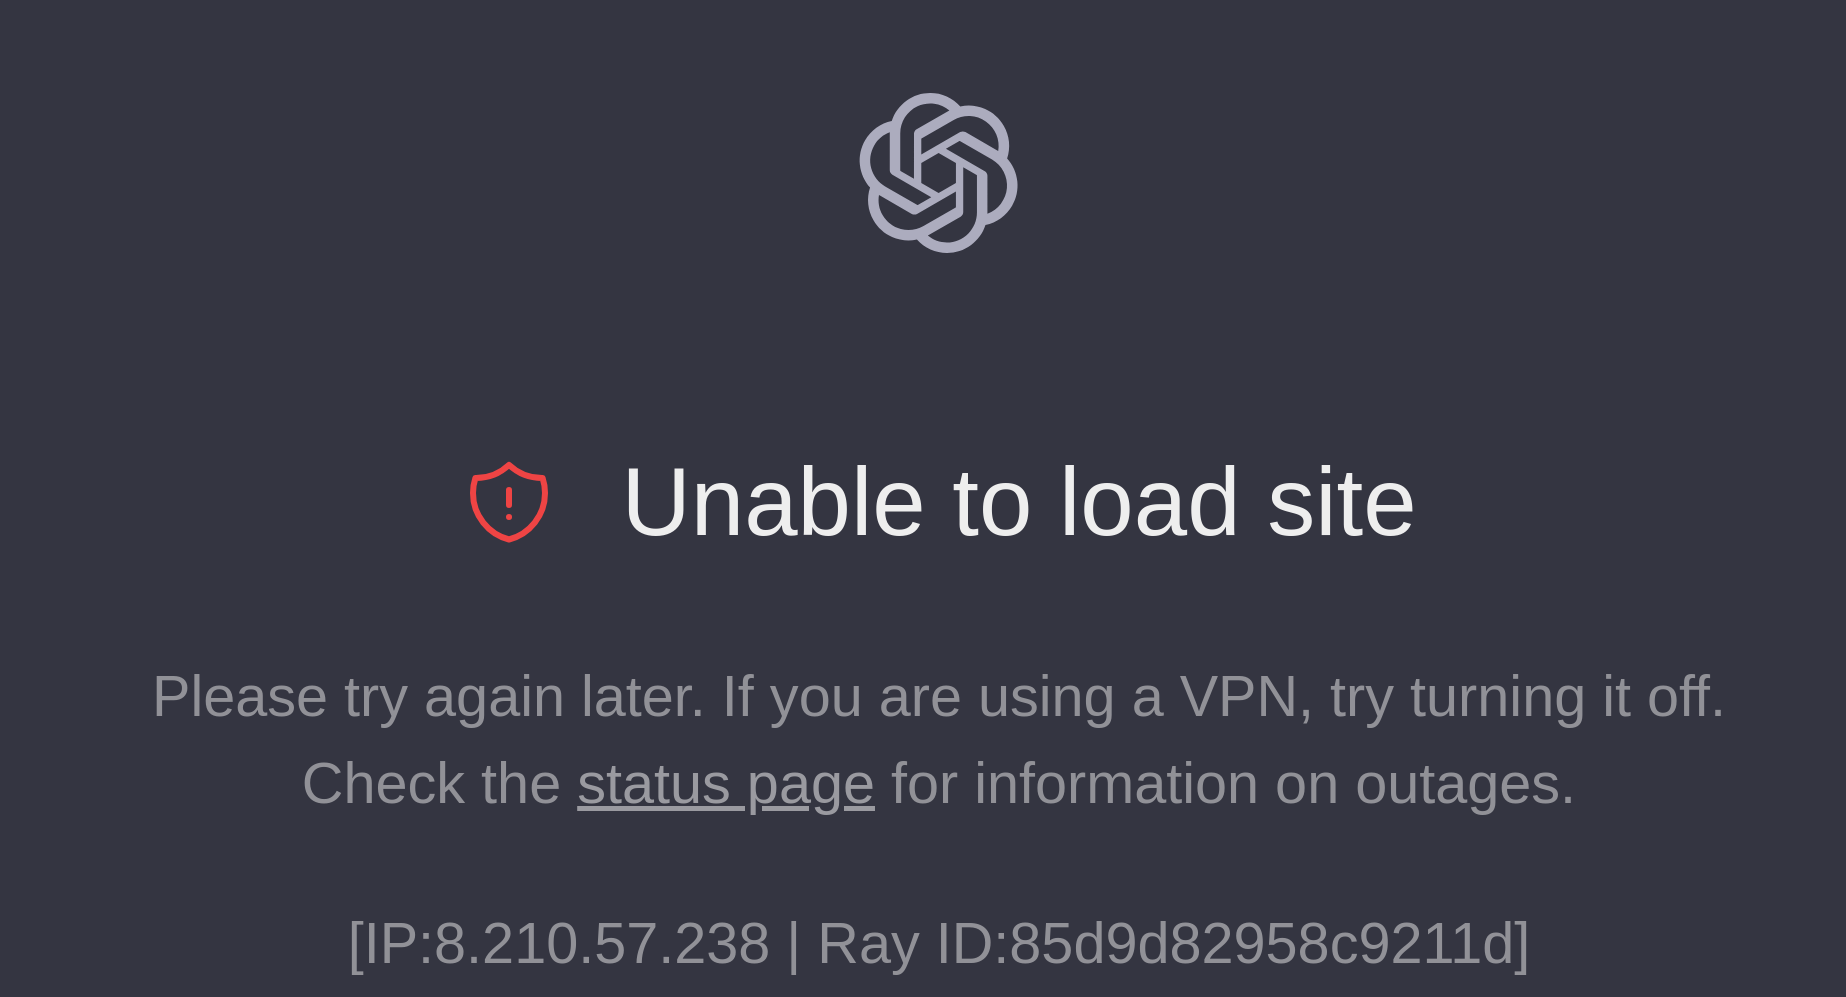 Unable to load site
Please try again later. If you are using a VPN, try turning it off.
Check the status page for information on outages.
[IP:8.210.57.238 | Ray ID:85d9d82958c9211d]